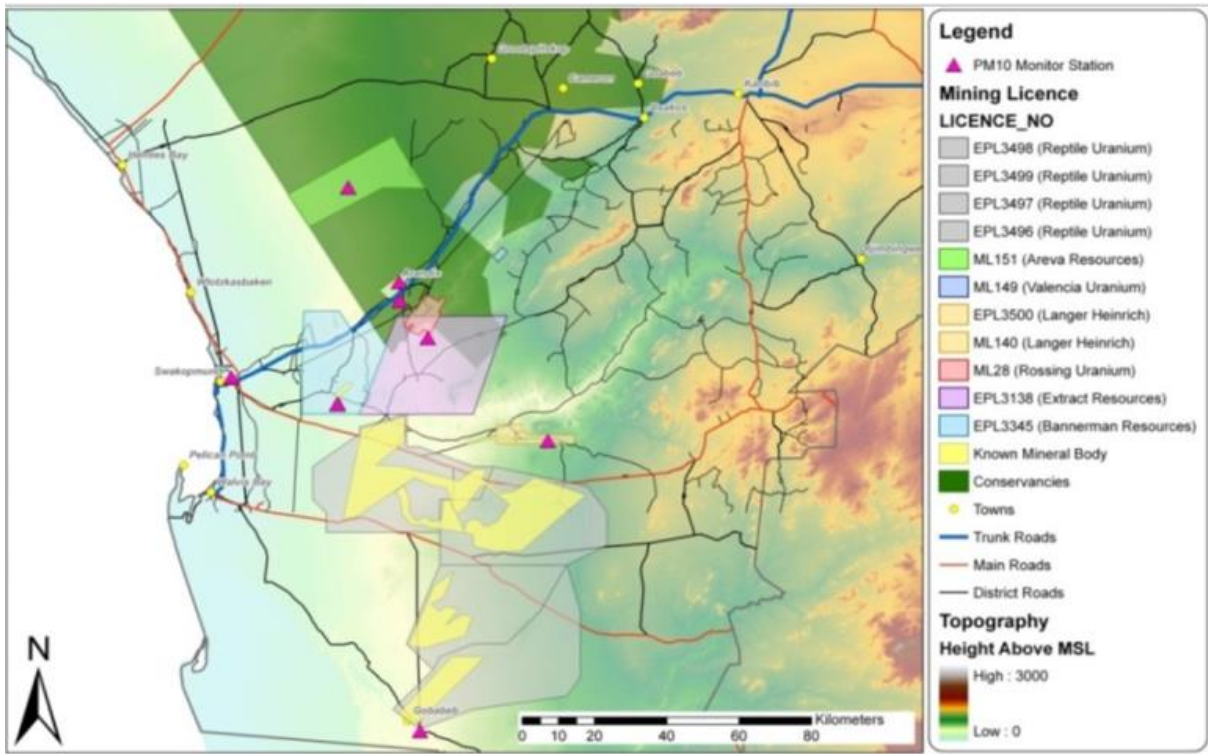 Cameron
Karibib
Usakos
Henties Bay
Wlotzkasbaken
Arandis
Swakopmund
Pelican Point
Walvis Bay
Gobabeb
N
Kilometers
0 10 20 40 60 80
Legend
PM10 Monitor Station
Mining Licence
LICENCE_NO
EPL3498 (Reptile Uranium)
EPL3499 (Reptile Uranium)
EPL3497 (Reptile Uranium)
EPL3496 (Reptile Uranium)
ML151 (Areva Resources)
ML149 (Valencia Uranium)
EPL3500 (Langer Heinrich)
ML140 (Langer Heinrich)
ML28 (Rossing Uranium)
EPL3138 (Extract Resources)
EPL3345 (Bannerman Resources)
Known Mineral Body
Conservancies
Towns
Trunk Roads
Main Roads
District Roads
Topography
Height Above MSL
High : 3000
Low : 0